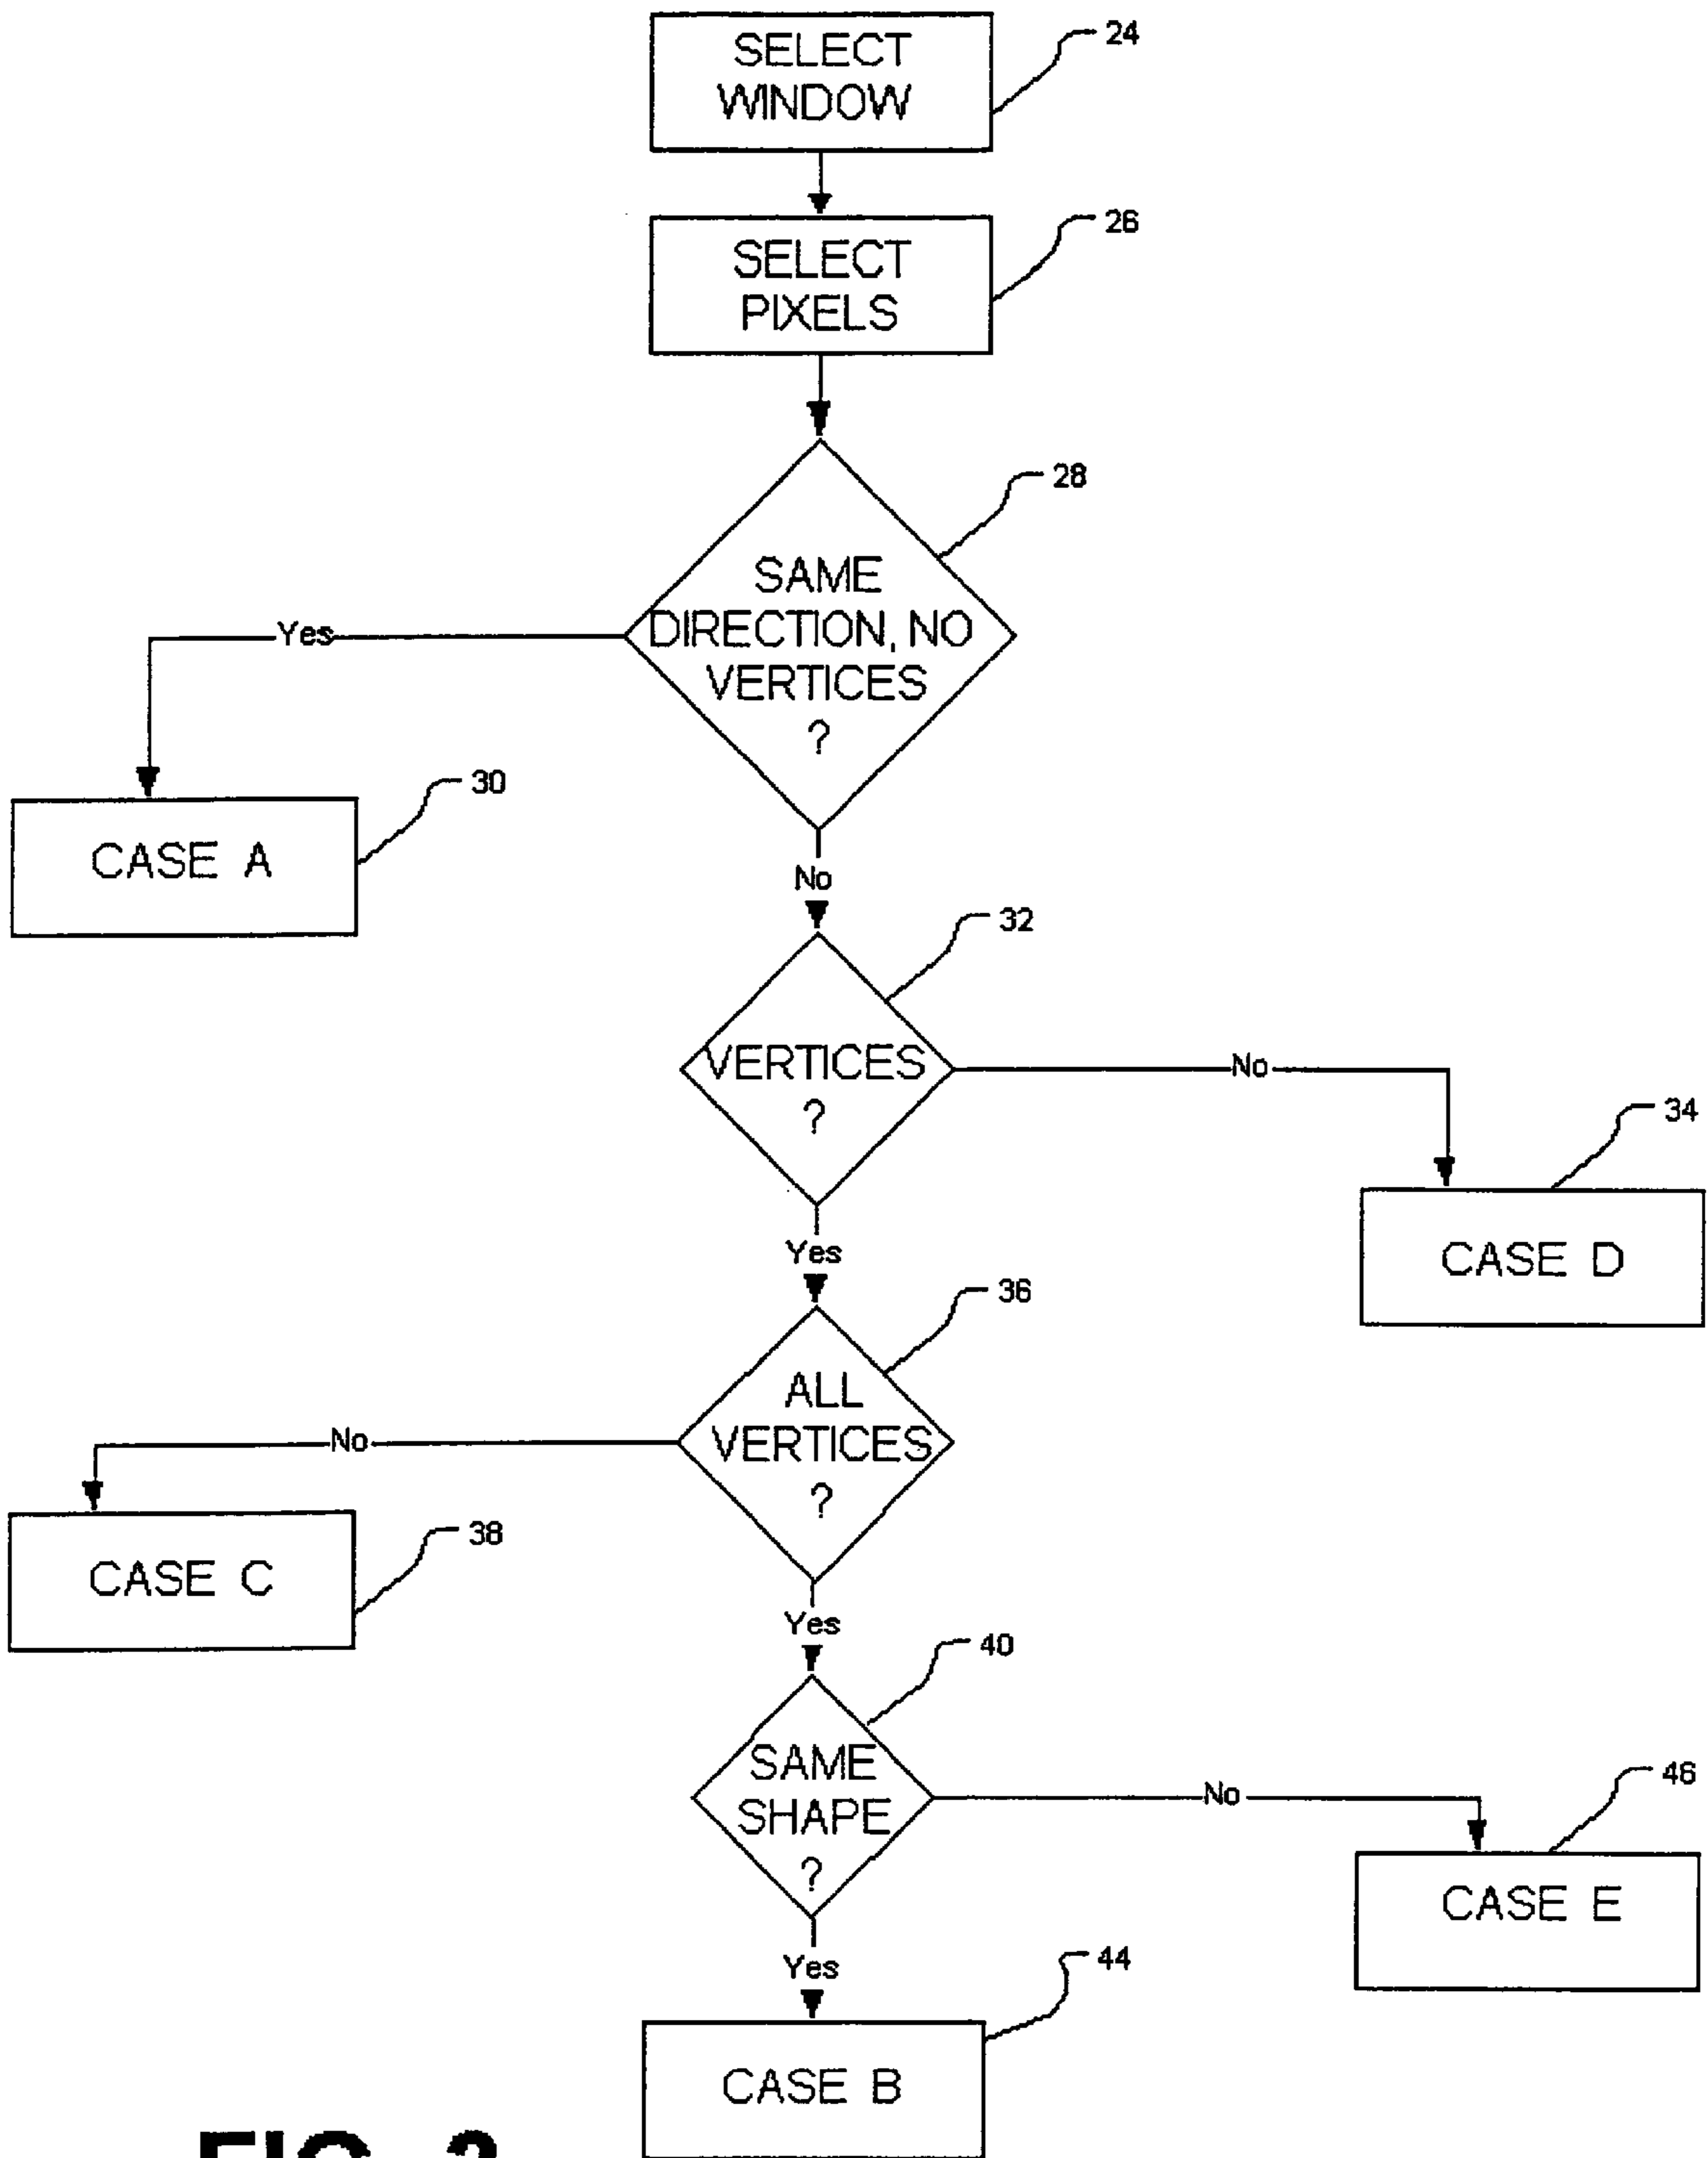 SELECT
WINDOW
24
SELECT
PIXELS
26
28
SAME
DIRECTION, NO
VERTICES
?
Yes
30
CASE A
No
32
VERTICES
?
No
34
CASE D
Yes
36
ALL
VERTICES
?
No
38
CASE C
Yes
40
SAME
SHAPE
?
No
46
CASE E
Yes
44
CASE B